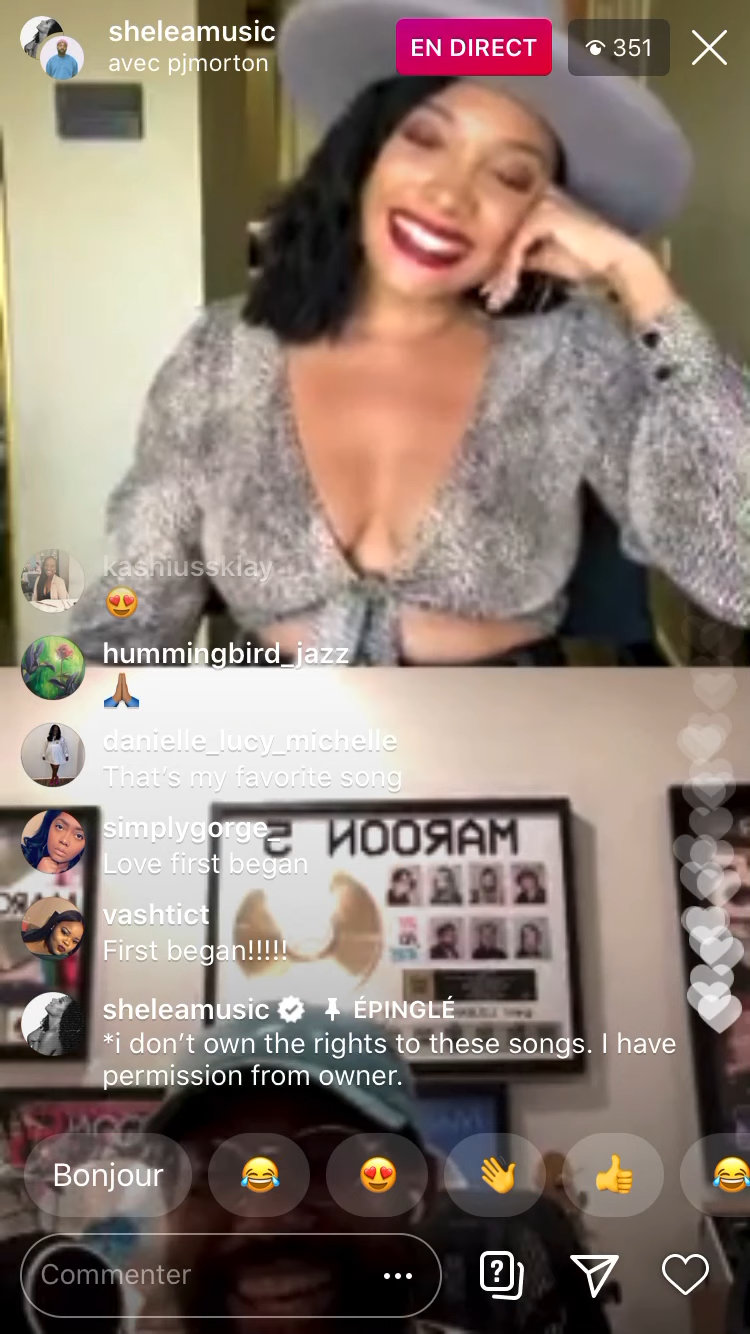 sheleamusic
avec pjmorton
EN DIRECT
351
kashiussklay
😍
hummingbird_jazz
🙏🏽
danielle_lucy_michelle
That’s my favorite song
simplygorge_
Love first began
MAROON 5
vashtict
First began!!!!!
sheleamusic ÉPINGLÉ
*i don’t own the rights to these songs. I have
permission from owner.
Bonjour 😂 😍 👋 👍 😂
Commenter